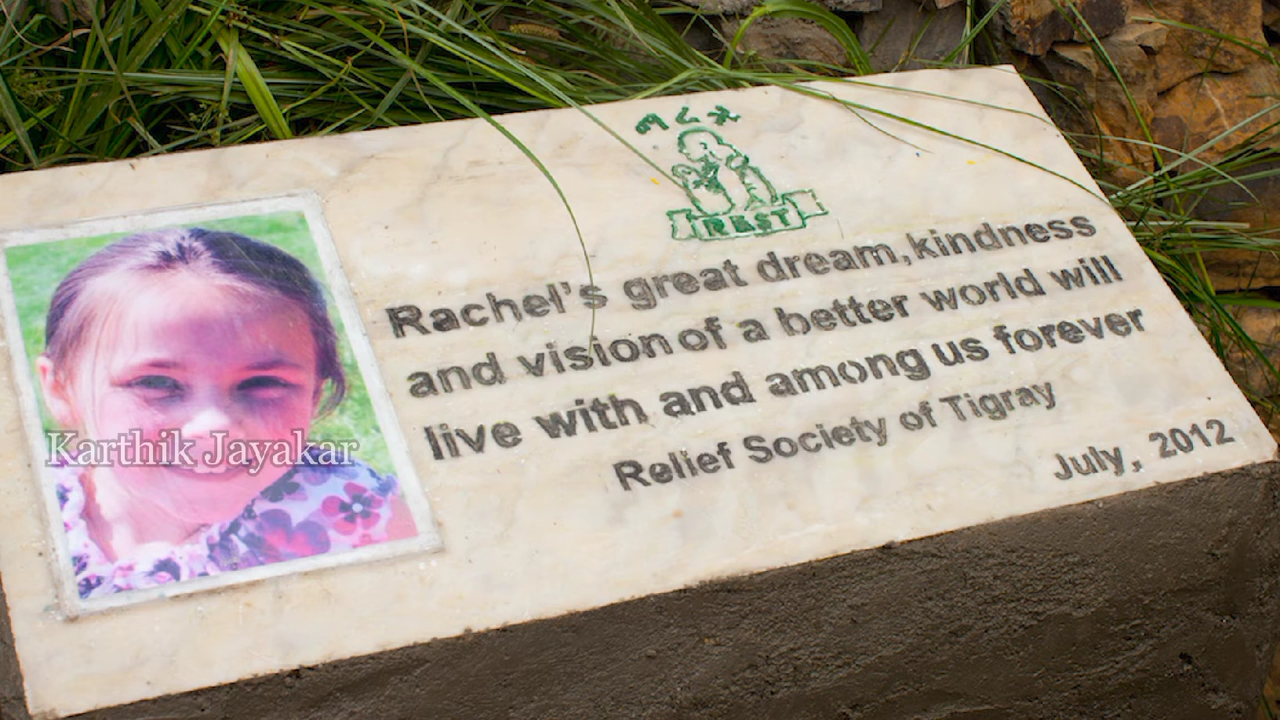 ማረት
REST
Rachel's great dream, kindness
and vision of a better world will
live with and among us forever
Relief Society of Tigray
July, 2012
Karthik Jayakar